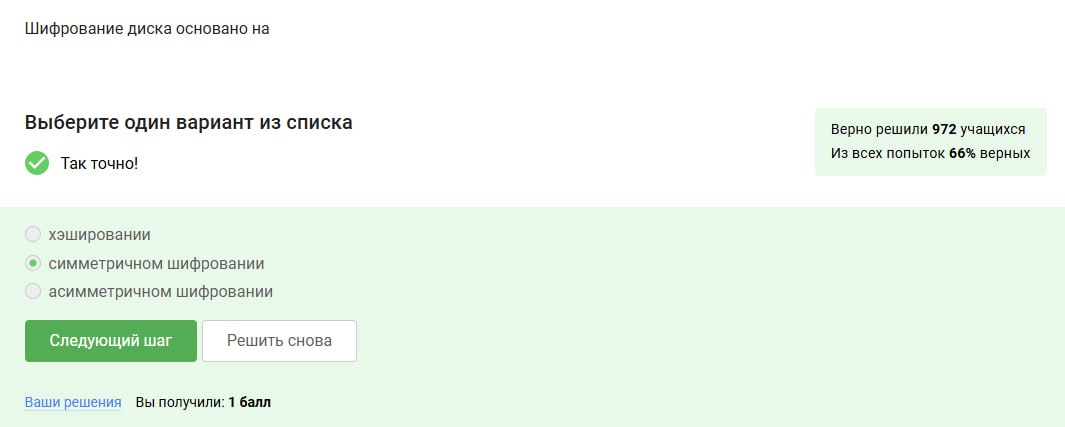 Шифрование диска основано на
Выберите один вариант из списка
Так точно!
Верно решили 972 учащихся
Из всех попыток 66% верных
хэшировании
симметричном шифровании
асимметричном шифровании
Следующий шаг
Решить снова
Ваши решения Вы получили: 1 балл